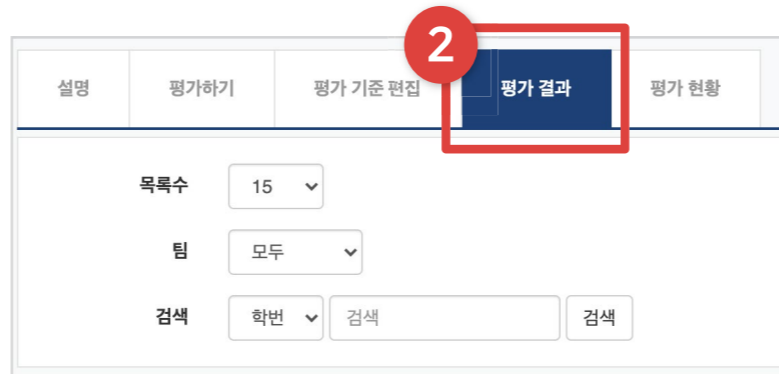 2
설명 평가하기 평가 기준 편집 평가 결과 평가 현황
목록수 15
팀 모두
검색 학번 검색 검색